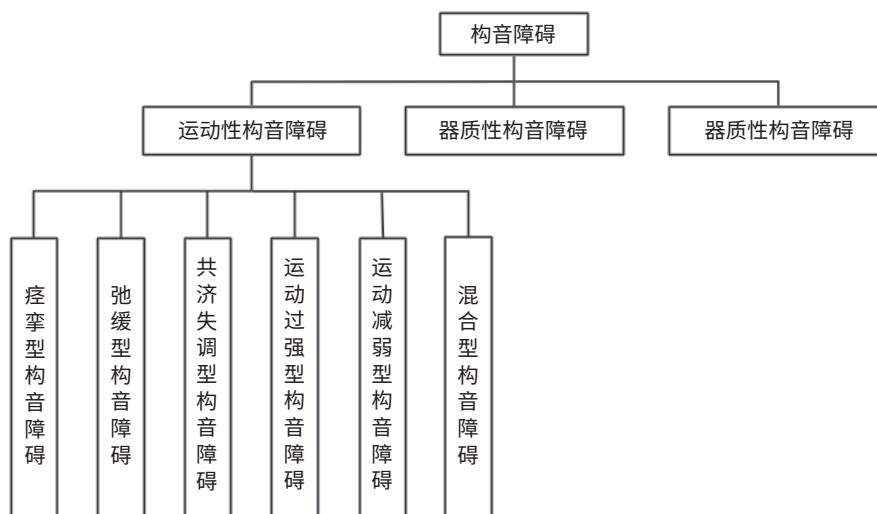 构音障碍
运动性构音障碍
器质性构音障碍
器质性构音障碍
痉挛型构音障碍
弛缓型构音障碍
共济失调型构音障碍
运动过强型构音障碍
运动减弱型构音障碍
混合型构音障碍